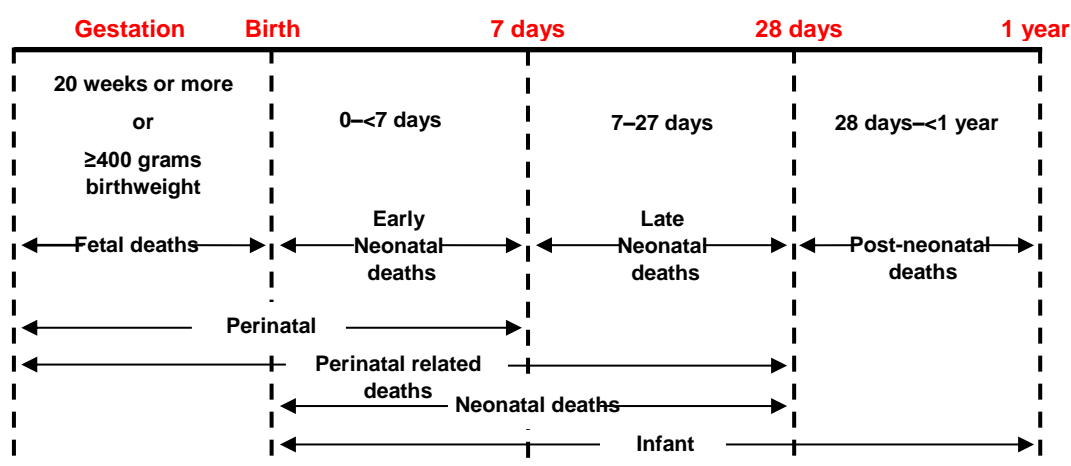 Gestation Birth 7 days 28 days 1 year
20 weeks or more
or
≥400 grams
birthweight
0–<7 days
7–27 days
28 days–<1 year
Fetal deaths
Early
Neonatal
deaths
Late
Neonatal
deaths
Post-neonatal
deaths
Perinatal
Perinatal related
deaths
Neonatal deaths
Infant